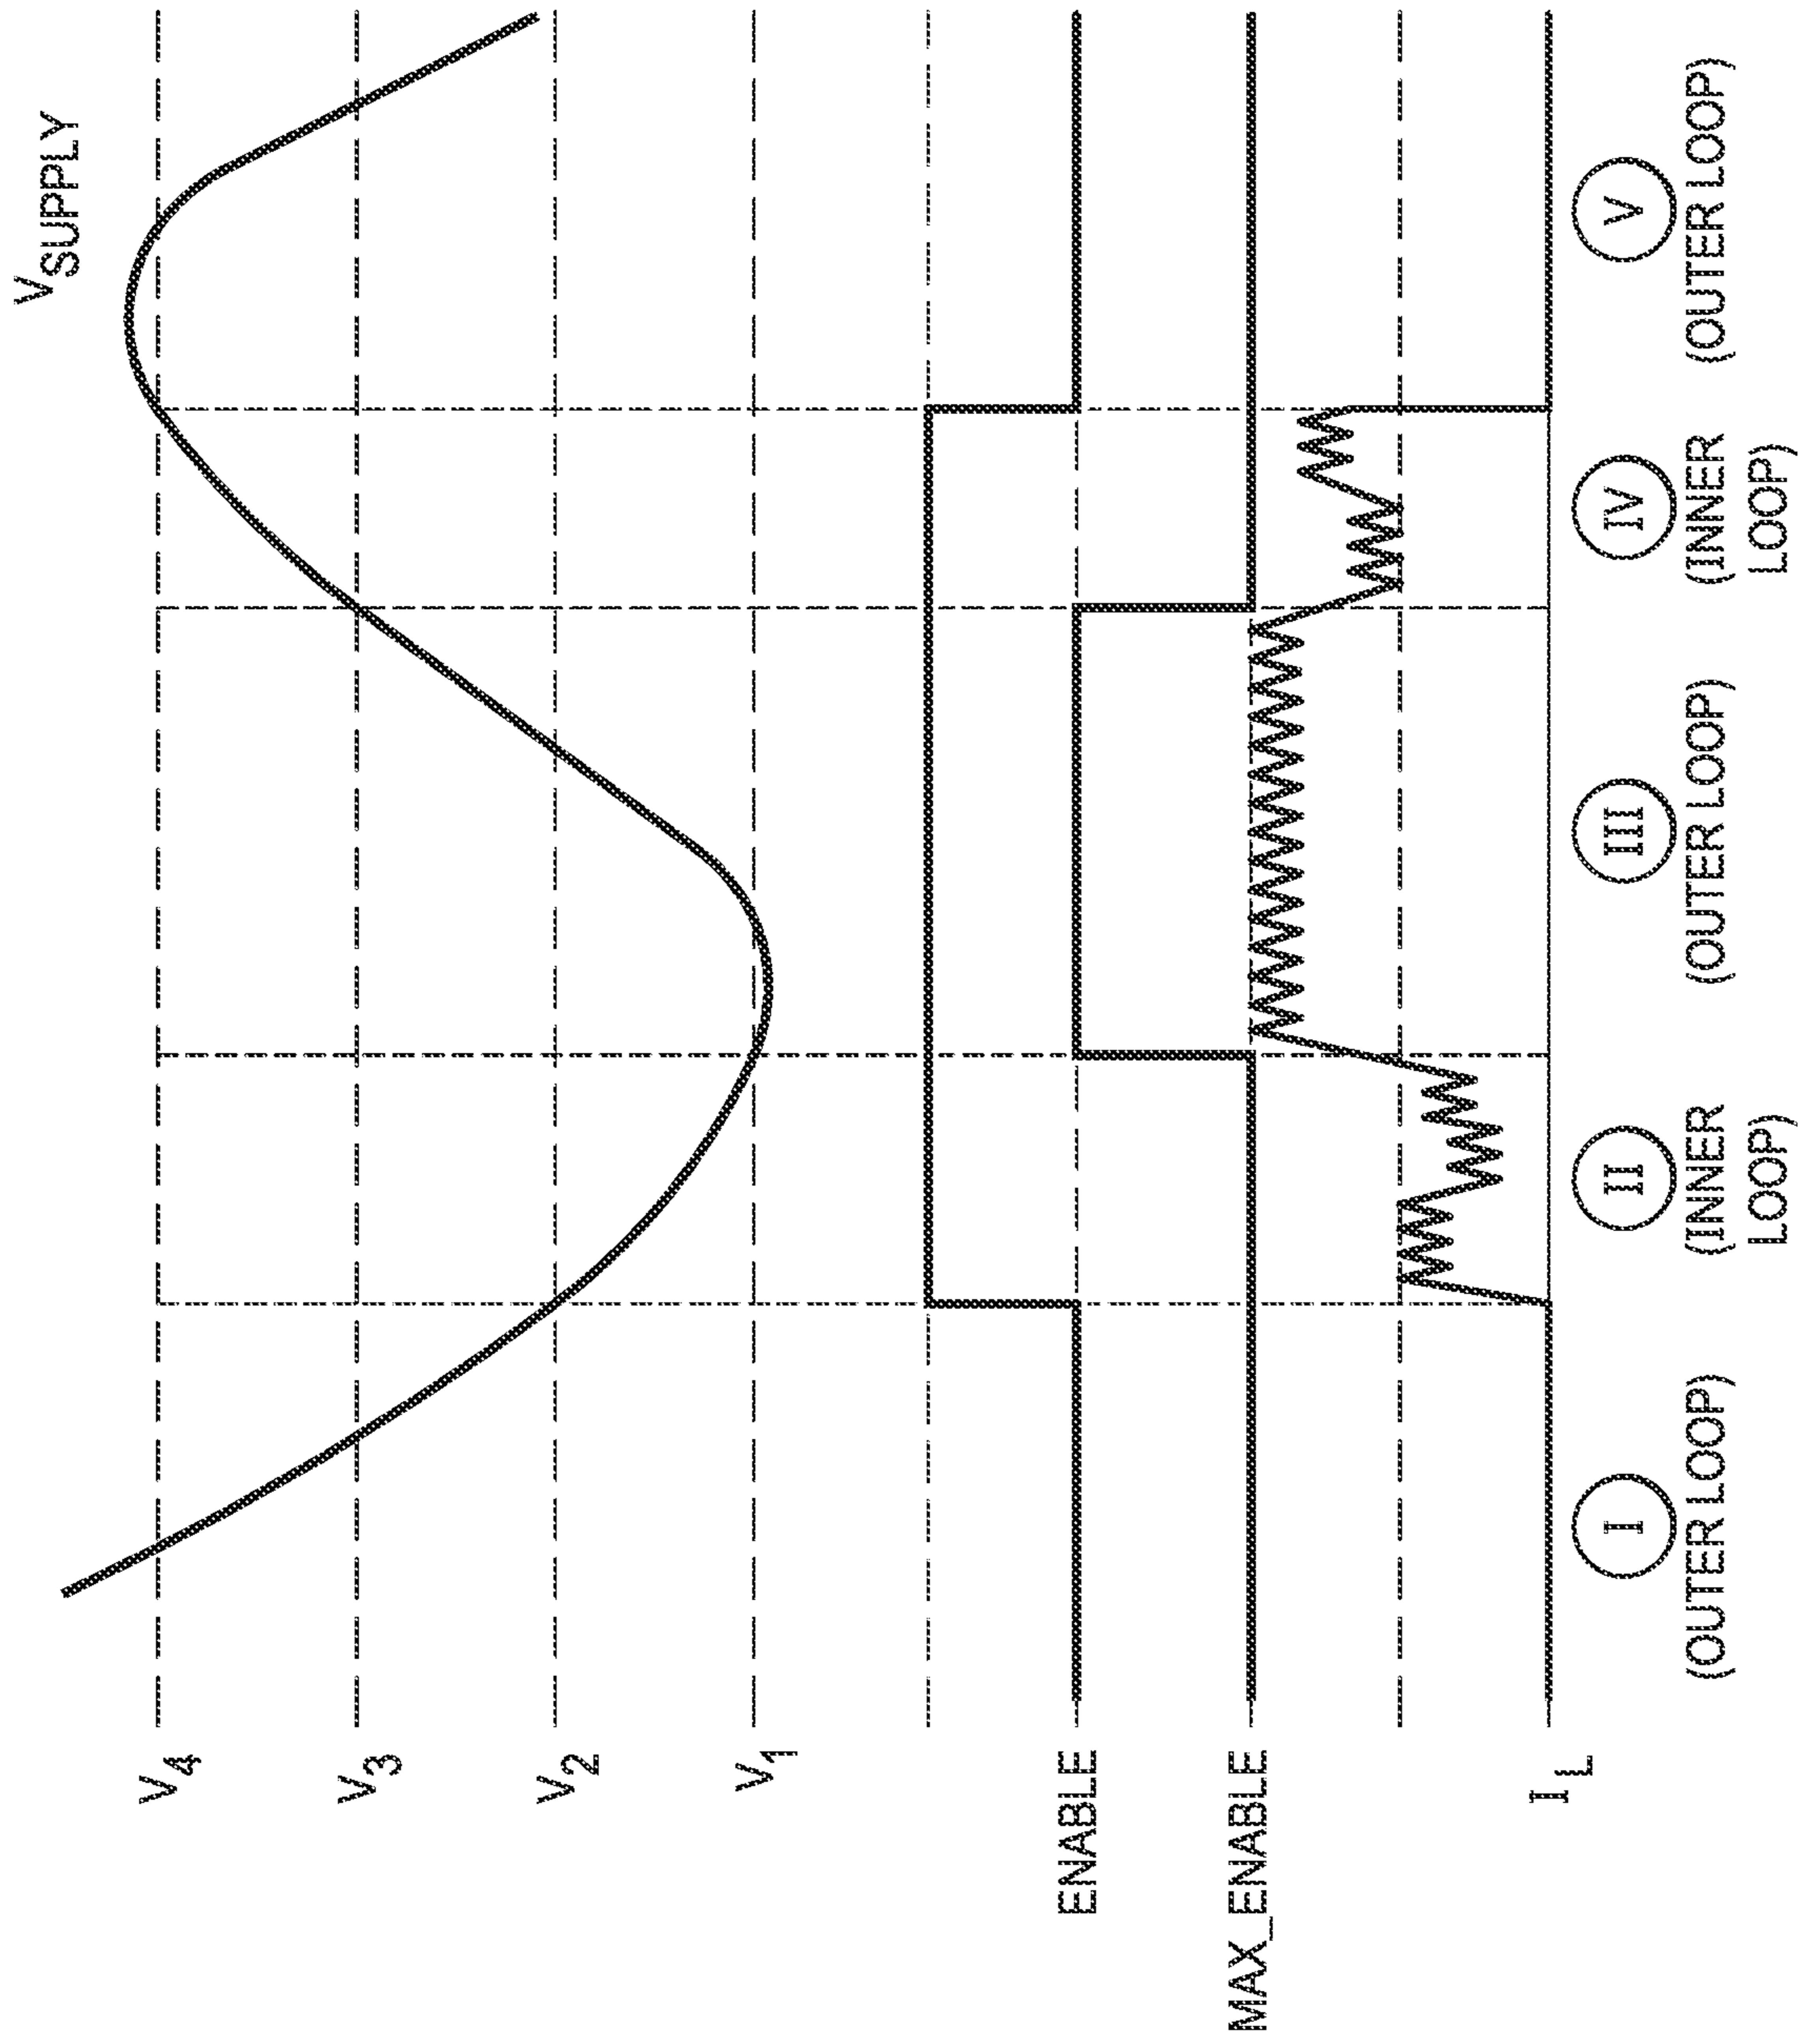 V_SUPPLY
V4
V3
V2
V1
ENABLE
MAX_ENABLE
IL
I
II
III
IV
V
(OUTER LOOP)
(INNER
LOOP)
(OUTER LOOP)
(INNER
LOOP)
(OUTER LOOP)